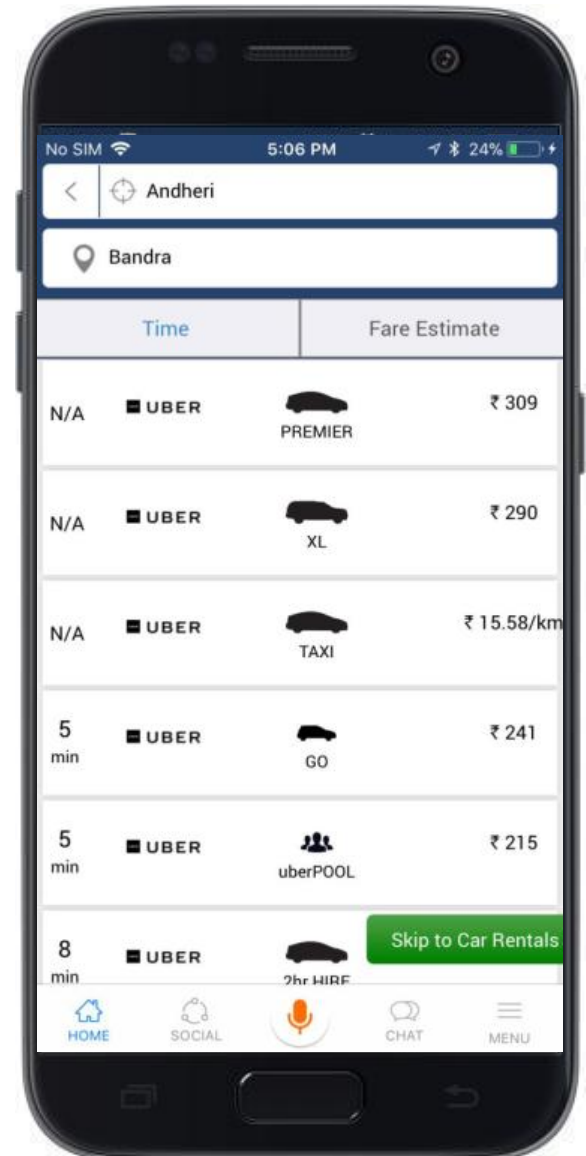 No SIM 5:06 PM 24%
Andheri
Bandra
Time Fare Estimate
N/A UBER PREMIER ₹ 309
N/A UBER XL ₹ 290
N/A UBER TAXI ₹ 15.58/km
5 min UBER GO ₹ 241
5 min UBER uberPOOL ₹ 215
8 min UBER 2hr HIRE
Skip to Car Rentals
HOME SOCIAL CHAT MENU